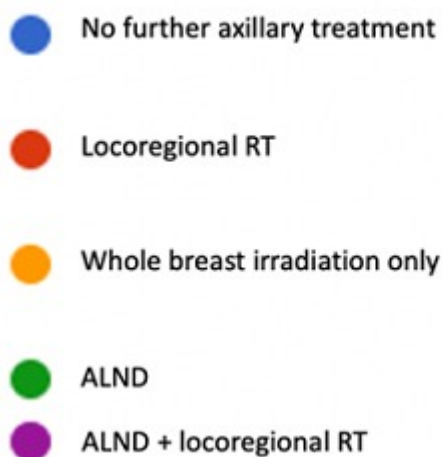 No further axillary treatment
Locoregional RT
Whole breast irradiation only
ALND
ALND + locoregional RT